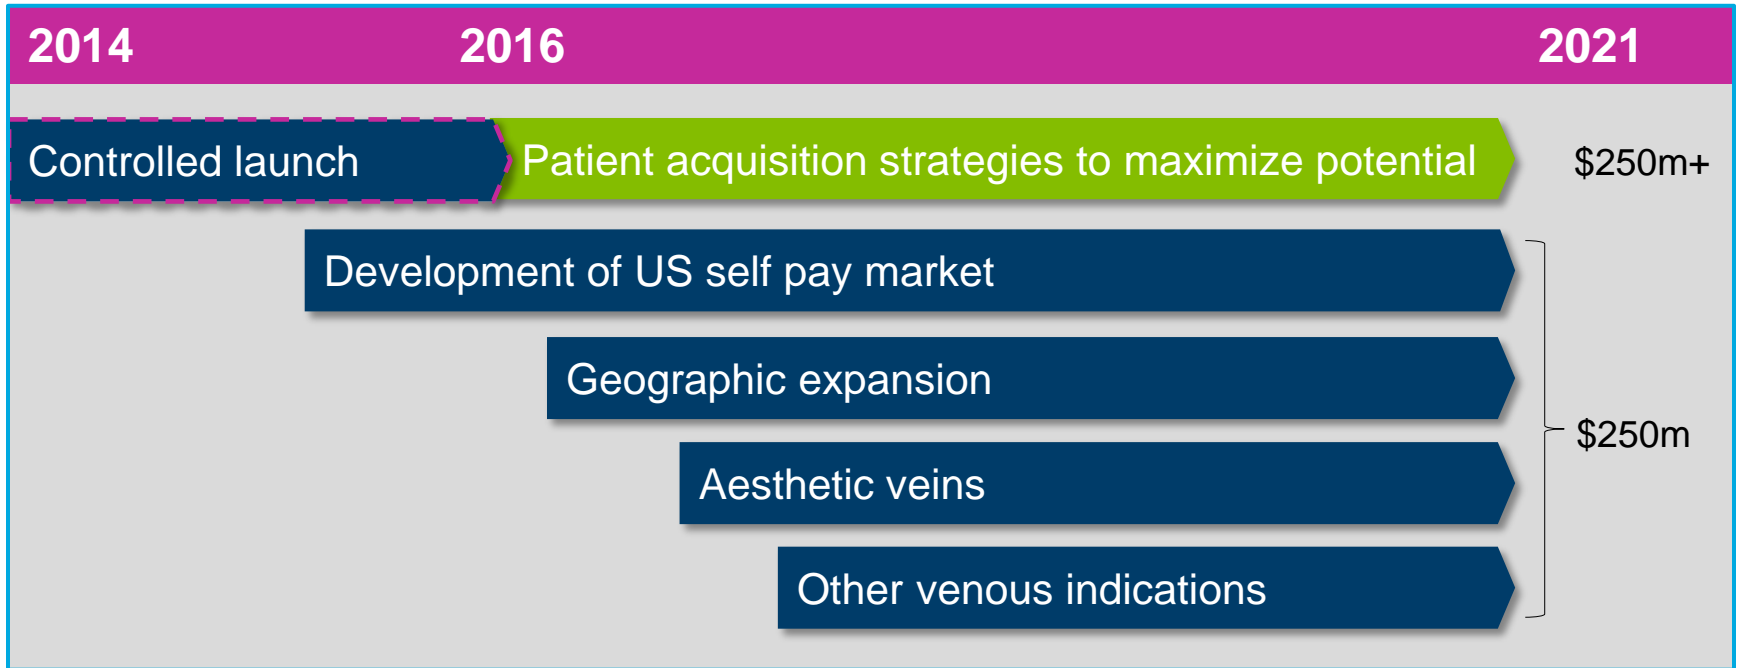 2014 2016 2021
Controlled launch Patient acquisition strategies to maximize potential $250m+
Development of US self pay market
Geographic expansion
$250m
Aesthetic veins
Other venous indications